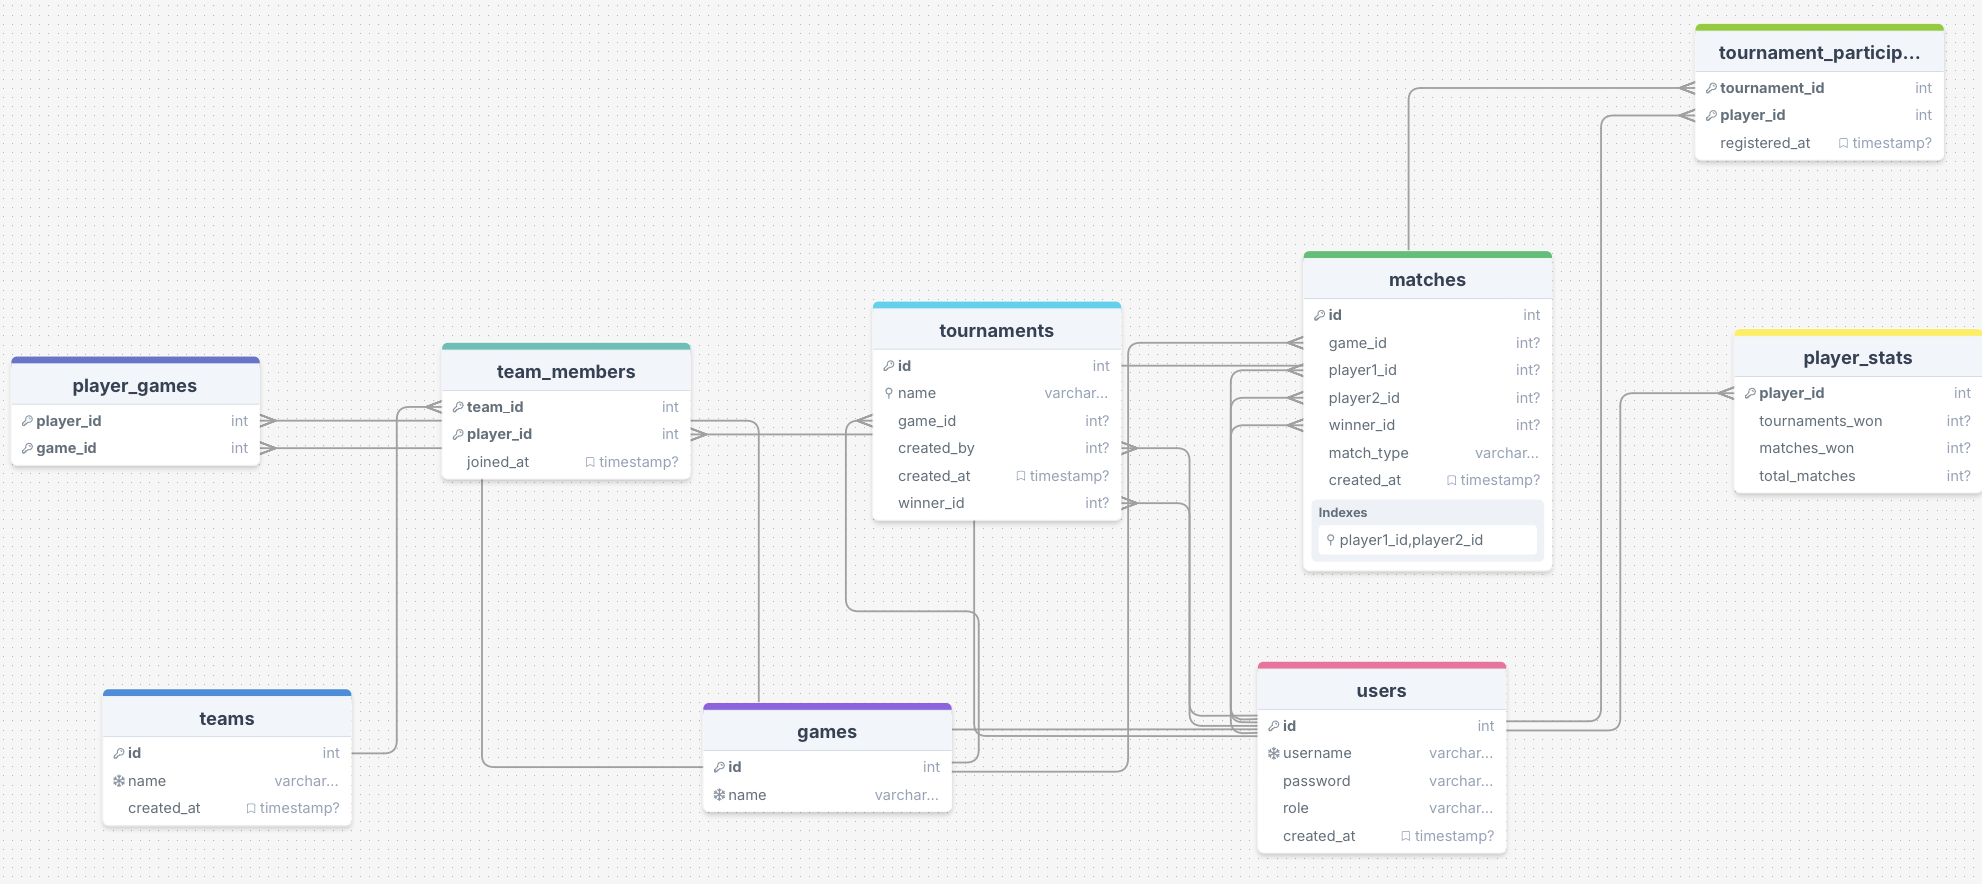 tournament_particip...
tournament_id int
player_id int
registered_at timestamp?
matches
id int
game_id int?
player1_id int?
player2_id int?
winner_id int?
match_type varchar...
created_at timestamp?
Indexes
player1_id,player2_id
tournaments
id int
name varchar...
game_id int?
created_by int?
created_at timestamp?
winner_id int?
player_stats
player_id int
tournaments_won int?
matches_won int?
total_matches int?
team_members
team_id int
player_id int
joined_at timestamp?
player_games
player_id int
game_id int
teams
id int
name varchar...
created_at timestamp?
games
id int
name varchar...
users
id int
username varchar...
password varchar...
role varchar...
created_at timestamp?